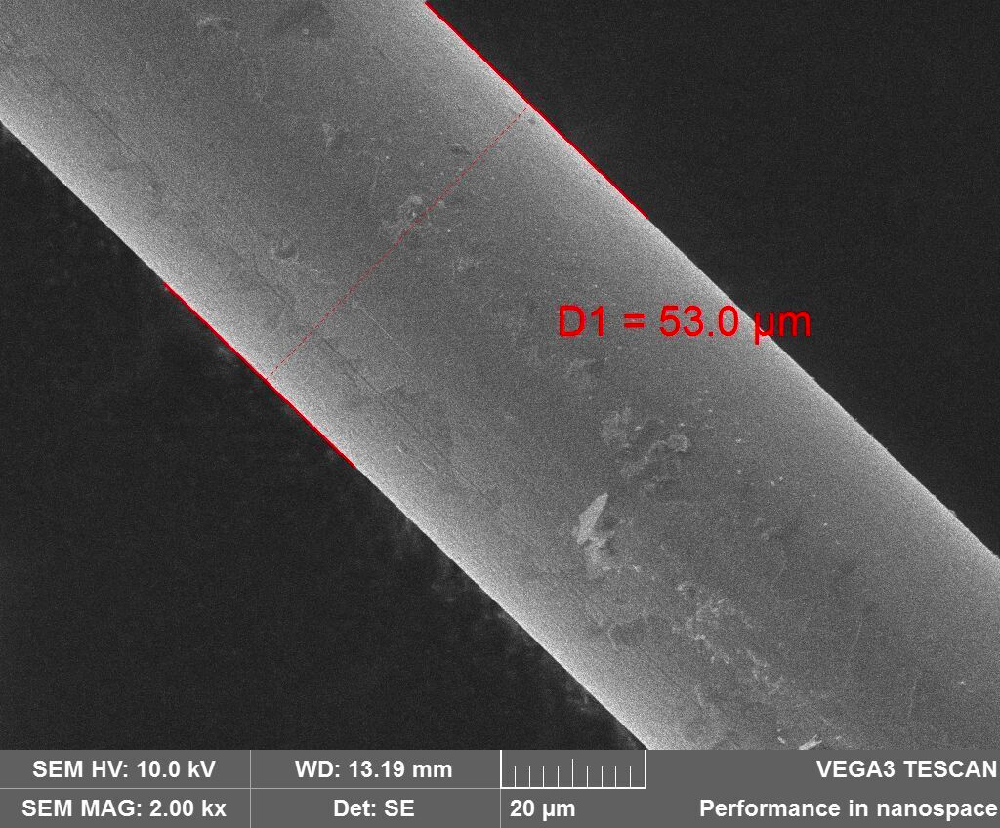 D1 = 53.0 µm
SEM HV: 10.0 kV
WD: 13.19 mm
VEGA3 TESCAN
SEM MAG: 2.00 kx
Det: SE
20 µm
Performance in nanospace